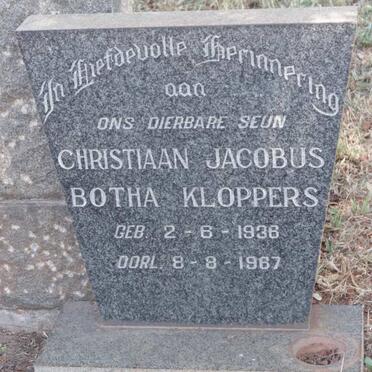 In Liefdevolle Herinnering
aan
ONS DIERBARE SEUN
CHRISTIAAN JACOBUS
BOTHA KLOPPERS
GEB. 2-6-1936
OORL. 8-8-1967